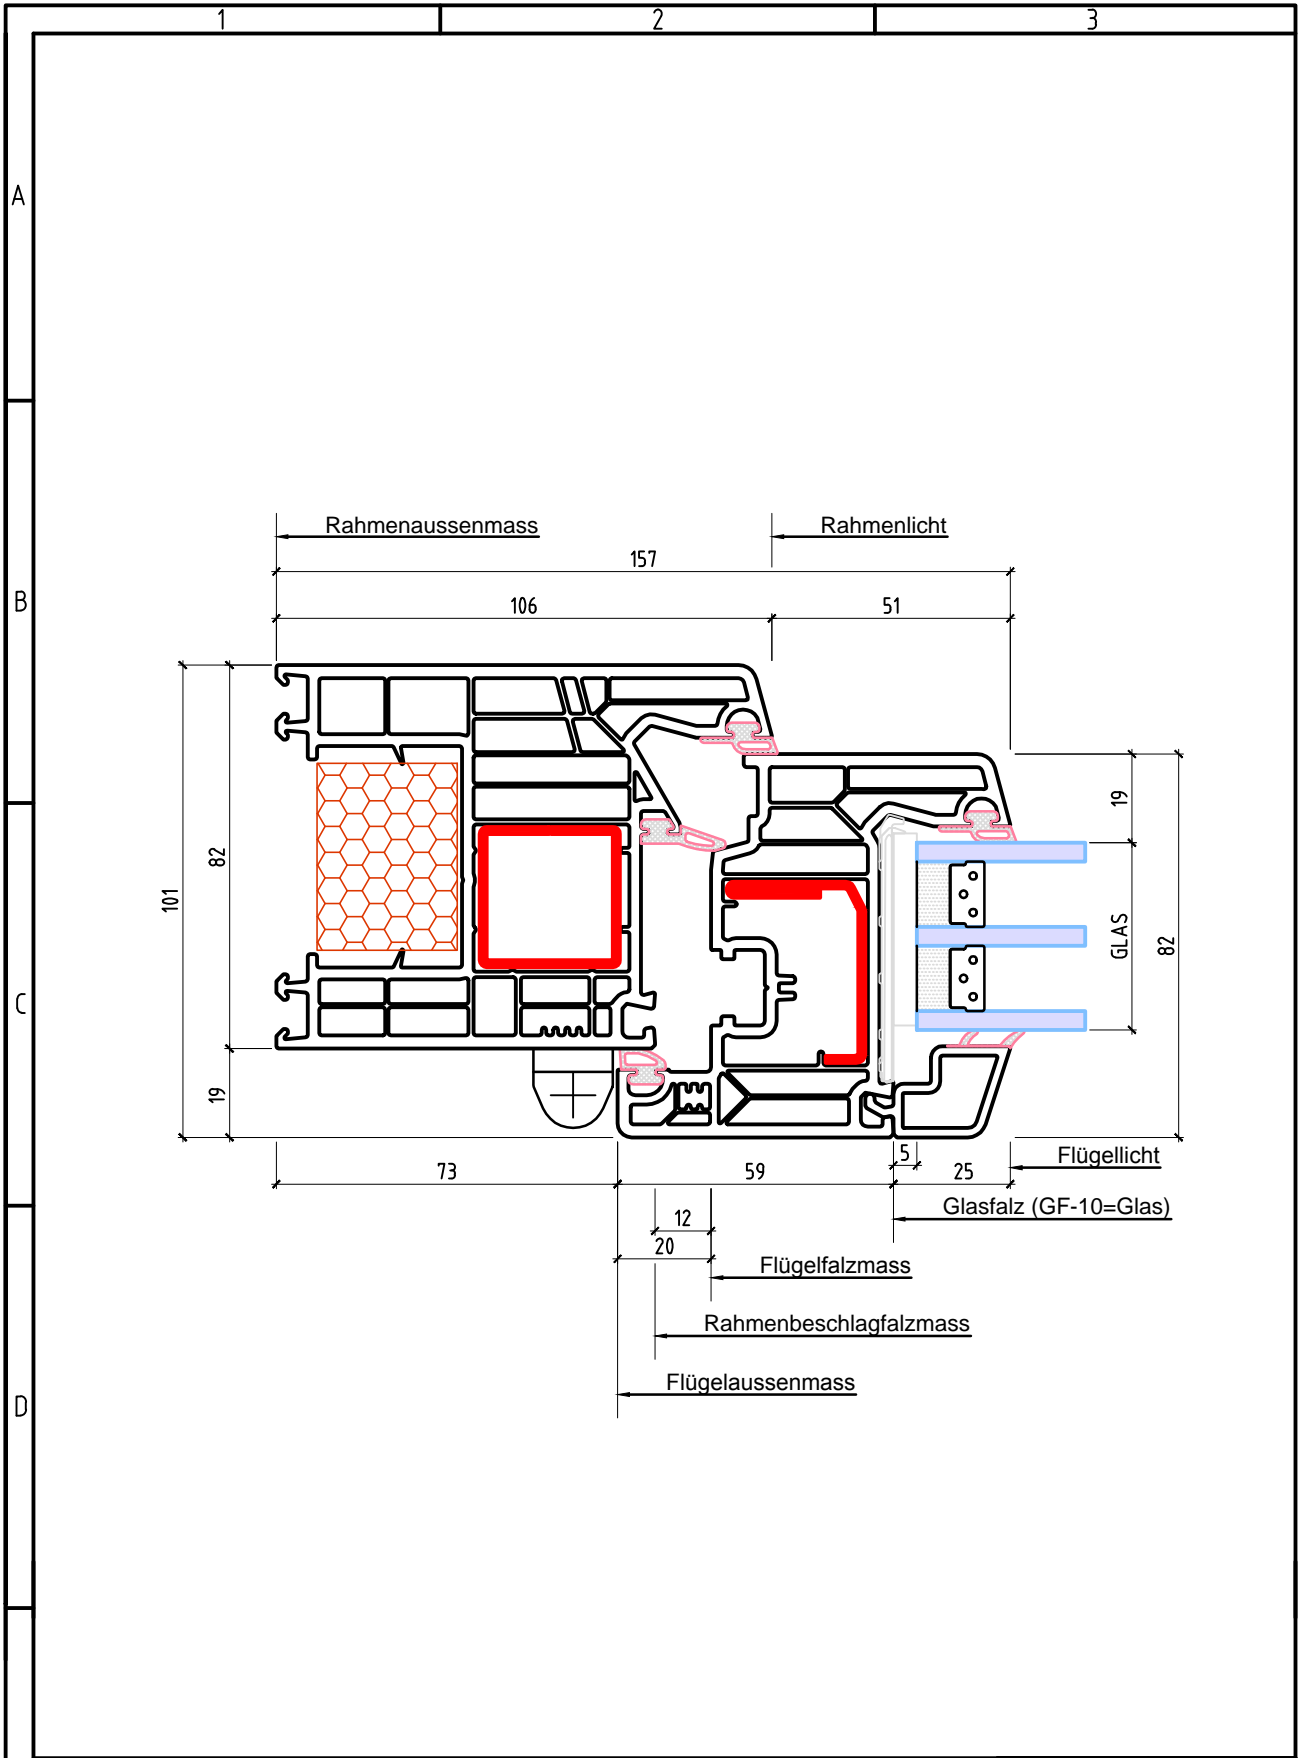 1 2 3
A
Rahmenaussenmass Rahmenlicht
157
B
106 51
19
82
101
GLAS
82
C
19
5
73 59 25
Flügellicht
Glasfalz (GF-10=Glas)
12
20
Flügelfalzmass
Rahmenbeschlagfalzmass
Flügelaussenmass
D